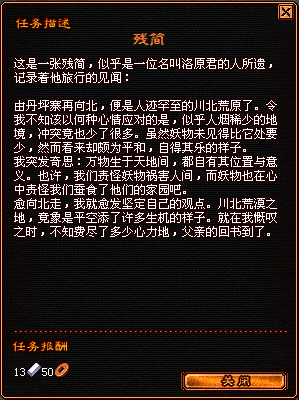 任务描述
残简
这是一张残简，似乎是一位名叫洛原君的人所遗，
记录着他旅行的见闻：
由丹坪寨再向北，便是人迹罕至的川北荒原了。令
我不知该以何种心情应对的是，似乎人烟稀少的地
境，冲突竟也少了很多。虽然妖物未见得比它处要
少，然而看来却颇为平和，自得其乐的样子。
我突发奇思：万物生于天地间，都自有其位置与意
义。也许，我们责怪妖物祸害人间，而妖物也在心
中责怪我们蚕食了他们的家园吧。
愈向北走，我就愈发坚定自己的观点。川北荒漠之
地，竟象是平空添了许多生机的样子。就在我慨叹
之时，不知费尽了多少心力地，父亲的回书到了。
任务报酬
13 50
关闭